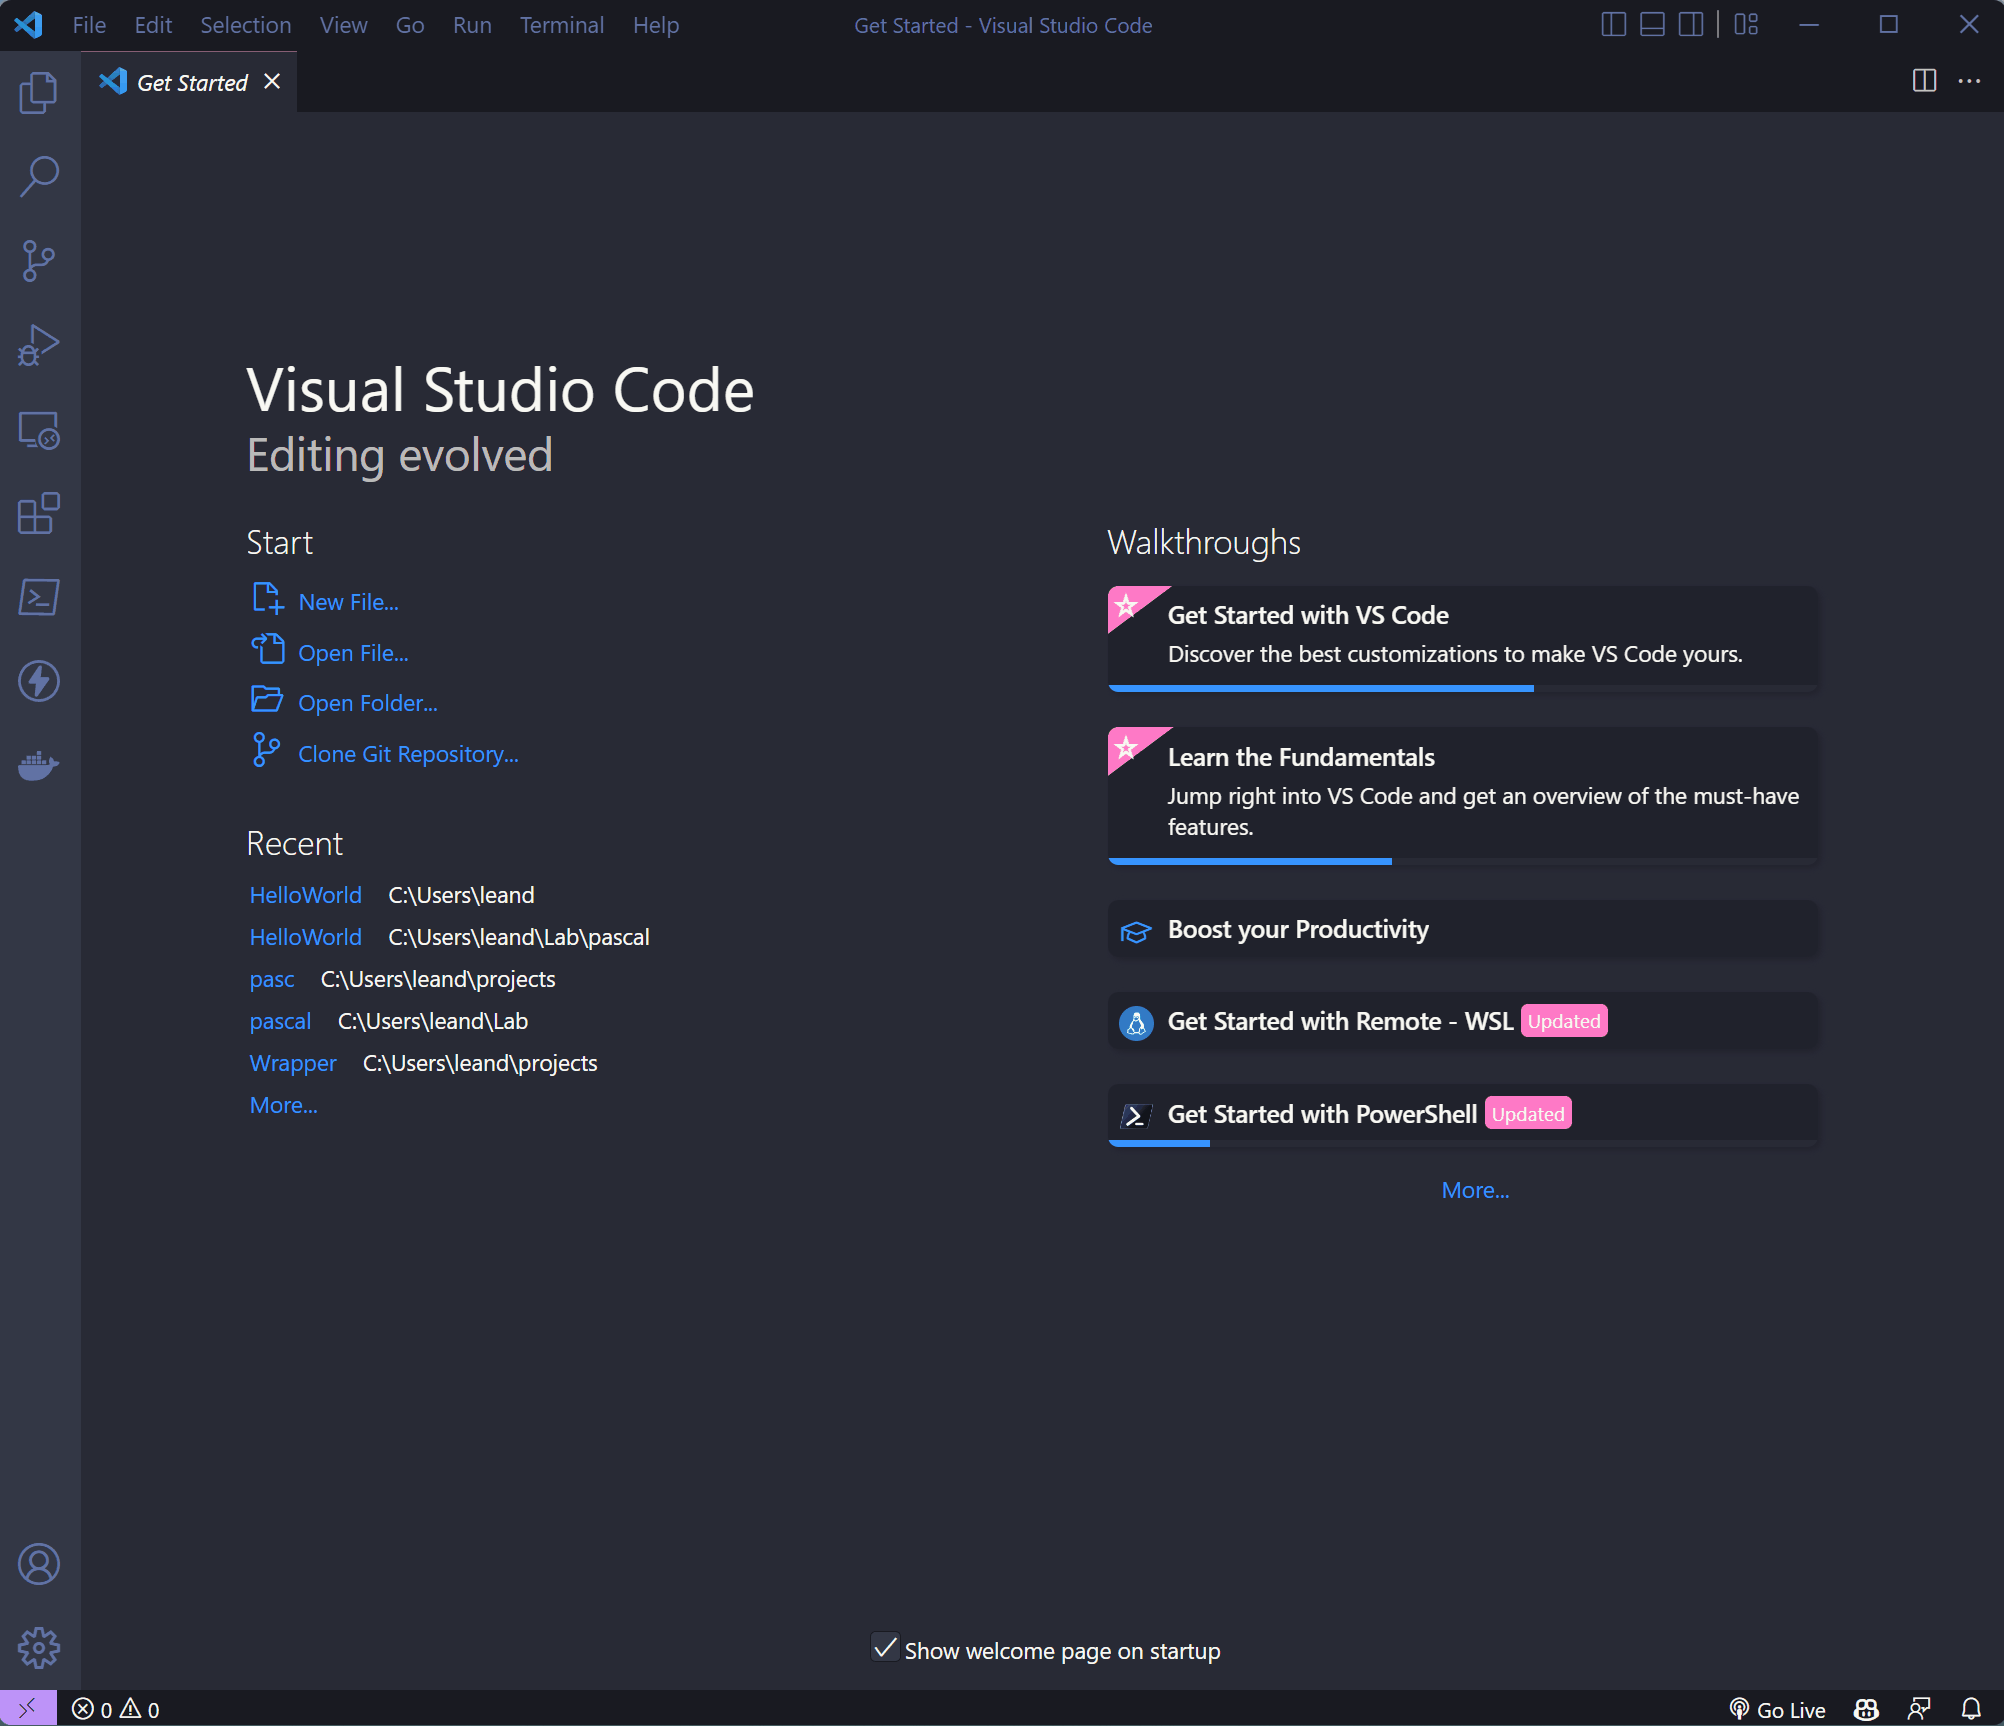 File Edit Selection View Go Run Terminal Help Get Started - Visual Studio Code
Get Started
Visual Studio Code
Editing evolved
Start
New File...
Open File...
Open Folder...
Clone Git Repository...
Recent
HelloWorld C:\Users\leand
HelloWorld C:\Users\leand\Lab\pascal
pasc C:\Users\leand\projects
pascal C:\Users\leand\Lab
Wrapper C:\Users\leand\projects
More...
Walkthroughs
Get Started with VS Code
Discover the best customizations to make VS Code yours.
Learn the Fundamentals
Jump right into VS Code and get an overview of the must-have
features.
Boost your Productivity
Get Started with Remote - WSL Updated
Get Started with PowerShell Updated
More...
Show welcome page on startup
0 0 Go Live